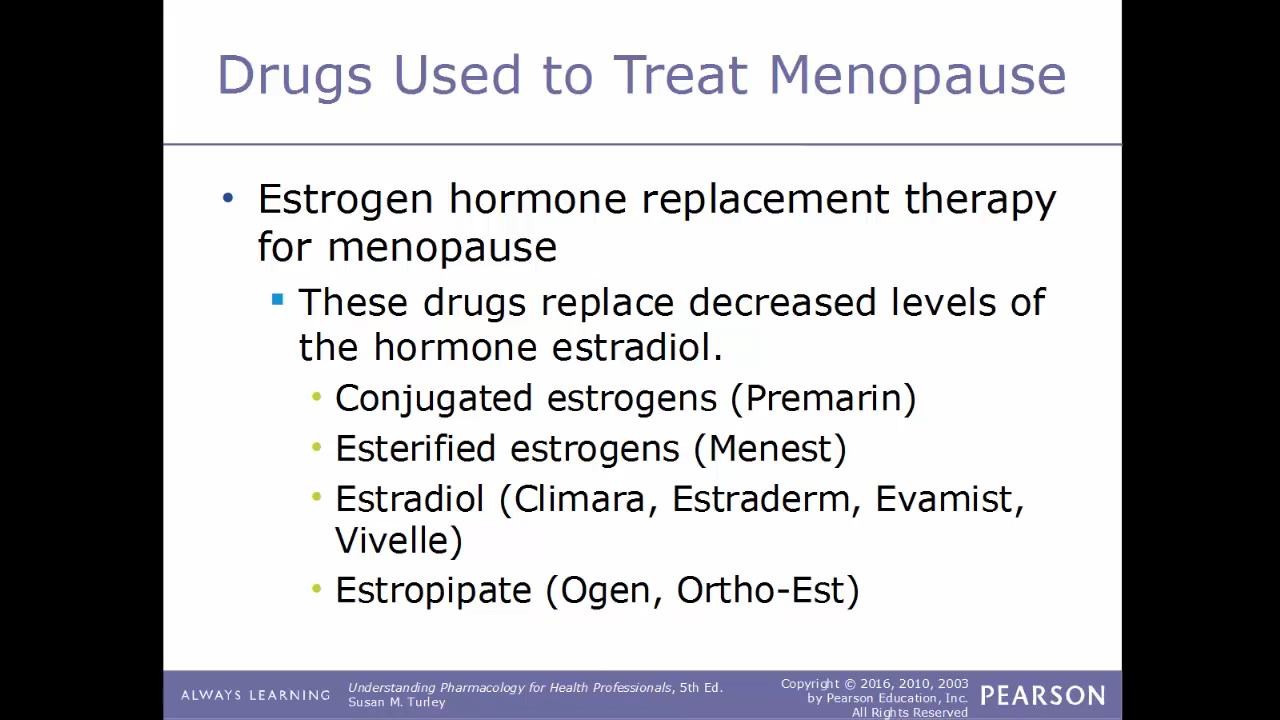 Drugs Used to Treat Menopause
• Estrogen hormone replacement therapy
for menopause
▪ These drugs replace decreased levels of
the hormone estradiol.
• Conjugated estrogens (Premarin)
• Esterified estrogens (Menest)
• Estradiol (Climara, Estraderm, Evamist,
Vivelle)
• Estropipate (Ogen, Ortho-Est)
ALWAYS LEARNING
Understanding Pharmacology for Health Professionals, 5th Ed.
Susan M. Turley
Copyright © 2016, 2010, 2003
by Pearson Education, Inc.
All Rights Reserved
PEARSON